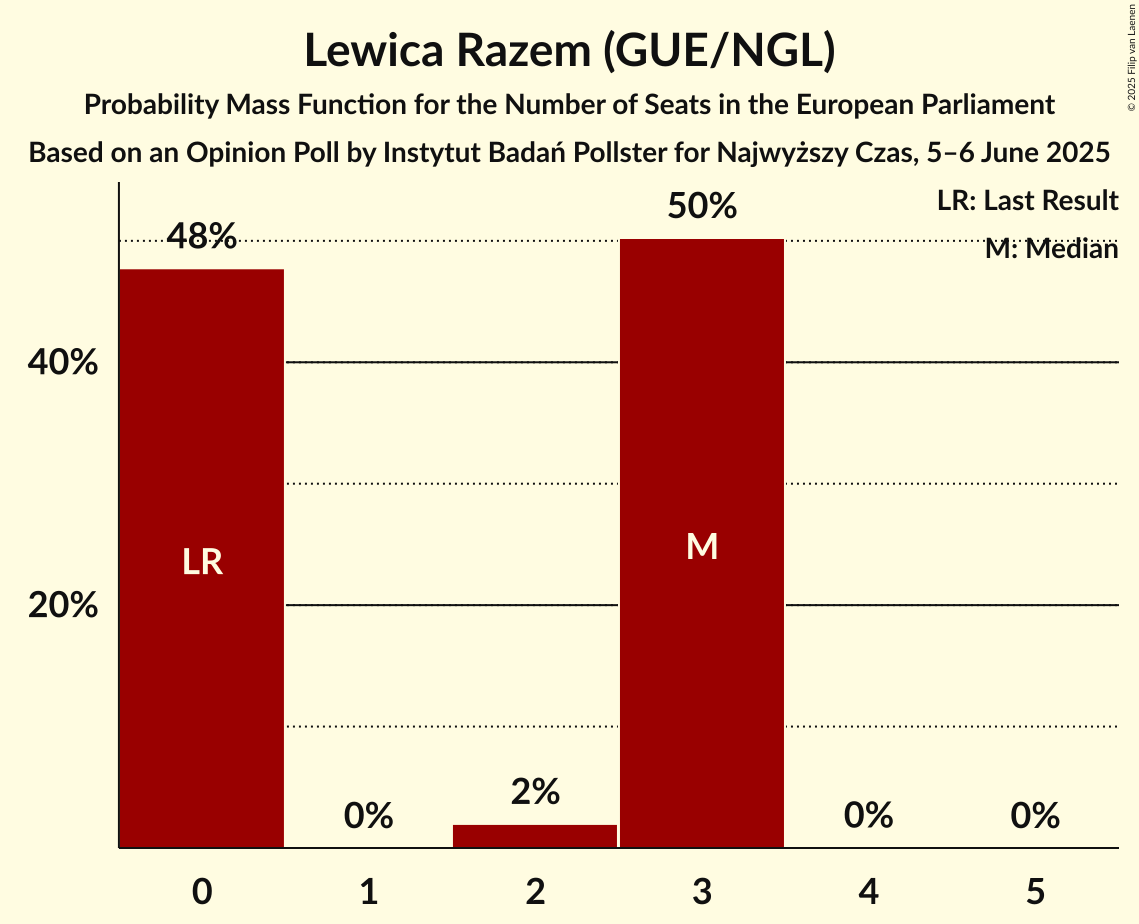 Lewica Razem (GUE/NGL)
Probability Mass Function for the Number of Seats in the European Parliament
Based on an Opinion Poll by Instytut Badań Pollster for Najwyższy Czas, 5–6 June 2025
© 2025 Filip van Laenen
LR: Last Result
M: Median
48%
50%
40%
LR
M
20%
0%
2%
0%
0%
0
1
2
3
4
5